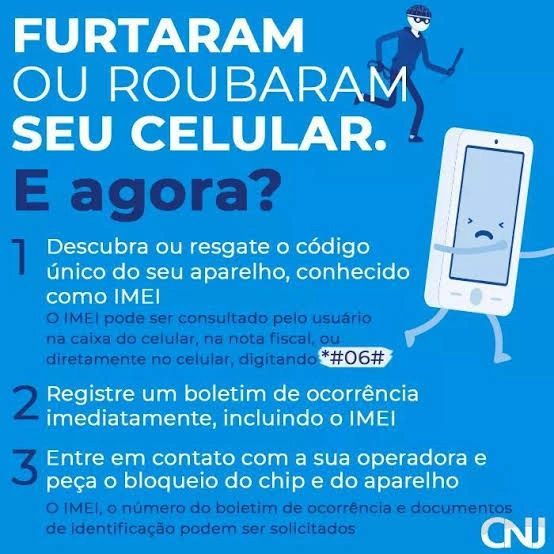 FURTARAM
OU ROUBARAM
SEU CELULAR.
E agora?
1 Descubra ou resgate o código
único do seu aparelho, conhecido
como IMEI
O IMEI pode ser consultado pelo usuário
na caixa do celular, na nota fiscal, ou
diretamente no celular, digitando *#06#
2 Registre um boletim de ocorrência
imediatamente, incluindo o IMEI
3 Entre em contato com a sua operadora e
peça o bloqueio do chip e do aparelho
O IMEI, o número do boletim de ocorrência e documentos
de identificação podem ser solicitados
CNJ